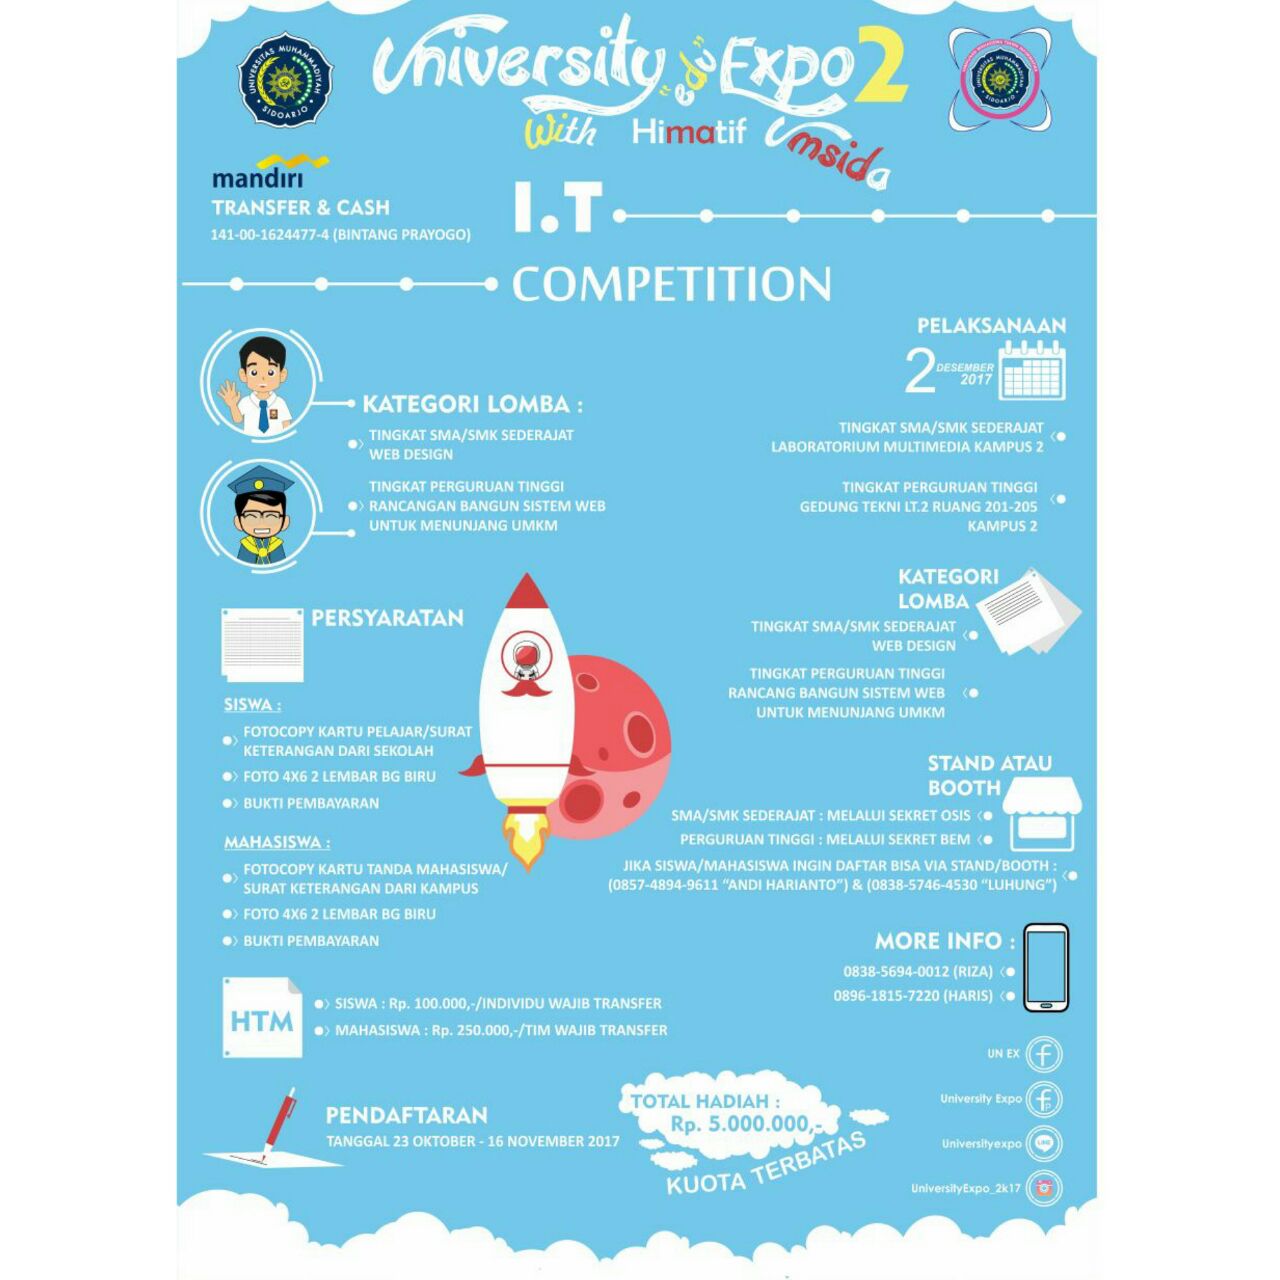 UNIVERSITAS MUHAMMADIYAH
SIDOARJO
University "edu" Expo 2
With Himatif Umsida
mandiri
TRANSFER & CASH
141-00-1624477-4 (BINTANG PRAYOGO)
I.T
COMPETITION
KATEGORI LOMBA :
TINGKAT SMA/SMK SEDERAJAT
WEB DESIGN
TINGKAT PERGURUAN TINGGI
RANCANGAN BANGUN SISTEM WEB
UNTUK MENUNJANG UMKM
PELAKSANAAN
2 DESEMBER
2017
TINGKAT SMA/SMK SEDERAJAT
LABORATORIUM MULTIMEDIA KAMPUS 2
TINGKAT PERGURUAN TINGGI
GEDUNG TEKNI LT.2 RUANG 201-205
KAMPUS 2
KATEGORI
LOMBA
TINGKAT SMA/SMK SEDERAJAT
WEB DESIGN
TINGKAT PERGURUAN TINGGI
RANCANG BANGUN SISTEM WEB
UNTUK MENUNJANG UMKM
PERSYARATAN
SISWA :
FOTOCOPY KARTU PELAJAR/SURAT
KETERANGAN DARI SEKOLAH
FOTO 4X6 2 LEMBAR BG BIRU
BUKTI PEMBAYARAN
MAHASISWA :
FOTOCOPY KARTU TANDA MAHASISWA/
SURAT KETERANGAN DARI KAMPUS
FOTO 4X6 2 LEMBAR BG BIRU
BUKTI PEMBAYARAN
STAND ATAU
BOOTH
SMA/SMK SEDERAJAT : MELALUI SEKRET OSIS
PERGURUAN TINGGI : MELALUI SEKRET BEM
JIKA SISWA/MAHASISWA INGIN DAFTAR BISA VIA STAND/BOOTH :
(0857-4894-9611 "ANDI HARIANTO") & (0838-5746-4530 "LUHUNG")
MORE INFO :
0838-5694-0012 (RIZA)
0896-1815-7220 (HARIS)
HTM
SISWA : Rp. 100.000,-/INDIVIDU WAJIB TRANSFER
MAHASISWA : Rp. 250.000,-/TIM WAJIB TRANSFER
PENDAFTARAN
TANGGAL 23 OKTOBER - 16 NOVEMBER 2017
TOTAL HADIAH :
Rp. 5.000.000,-
KUOTA TERBATAS
UN EX
University Expo
Universityexpo
LINE
UniversityExpo_2k17